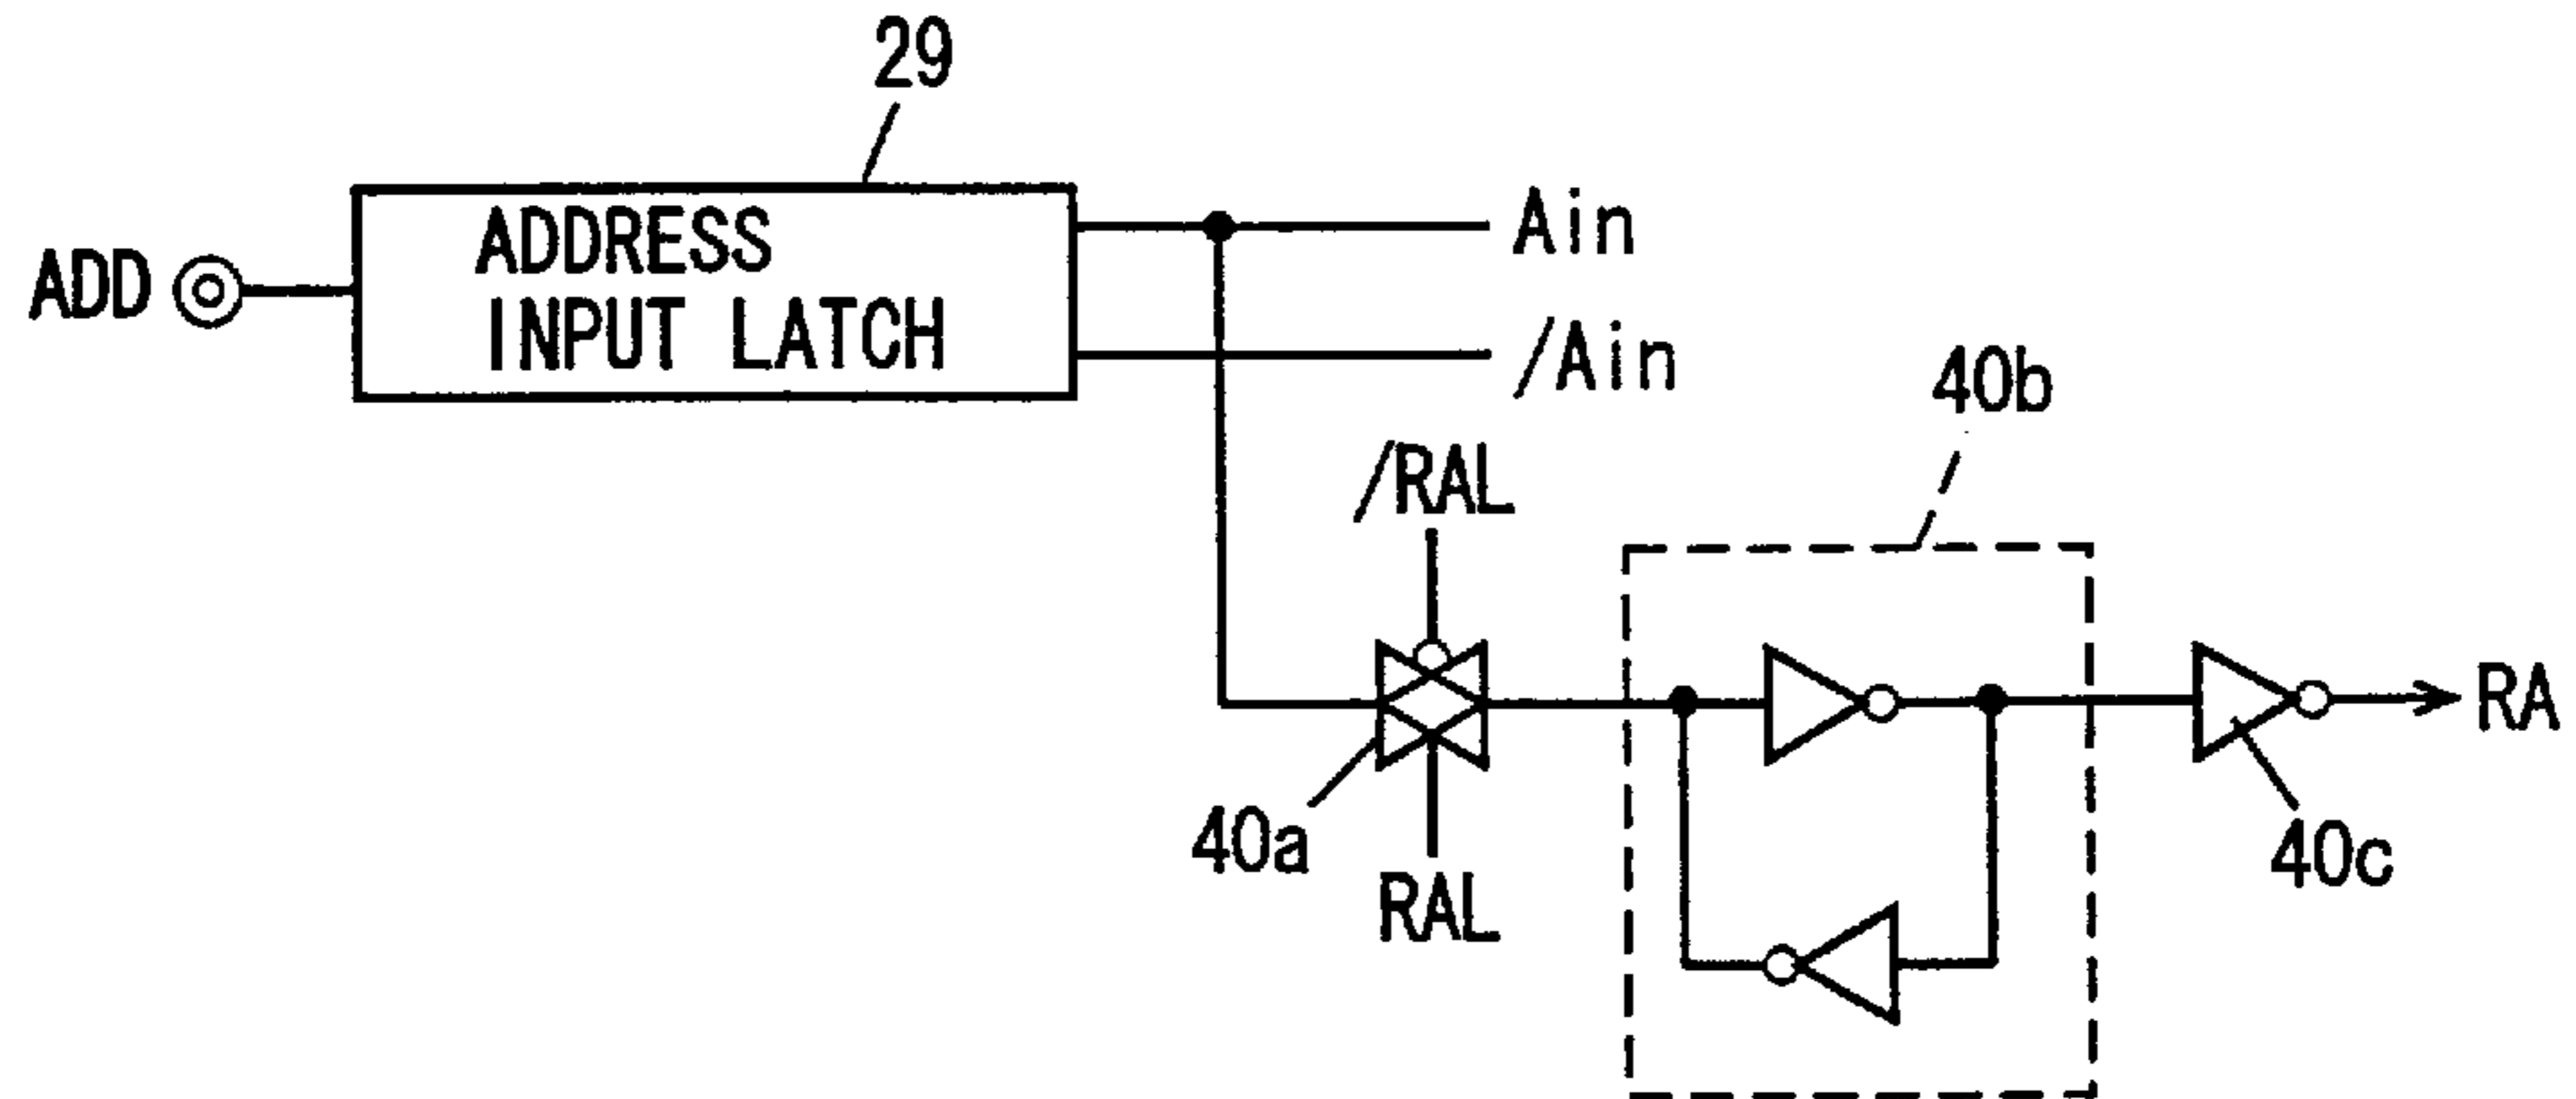 29
ADD
ADDRESS
INPUT LATCH
Ain
/Ain
40b
/RAL
40a
RAL
RA
40c